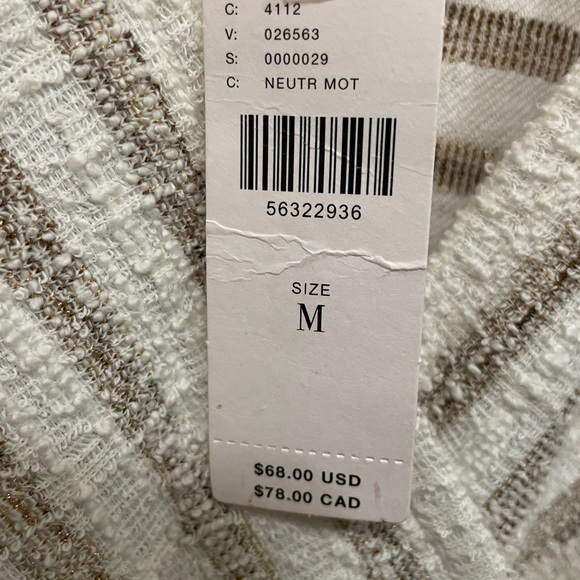 C: 4112
V: 026563
S: 0000029
C: NEUTR MOT
56322936
SIZE
M
$68.00 USD
$78.00 CAD